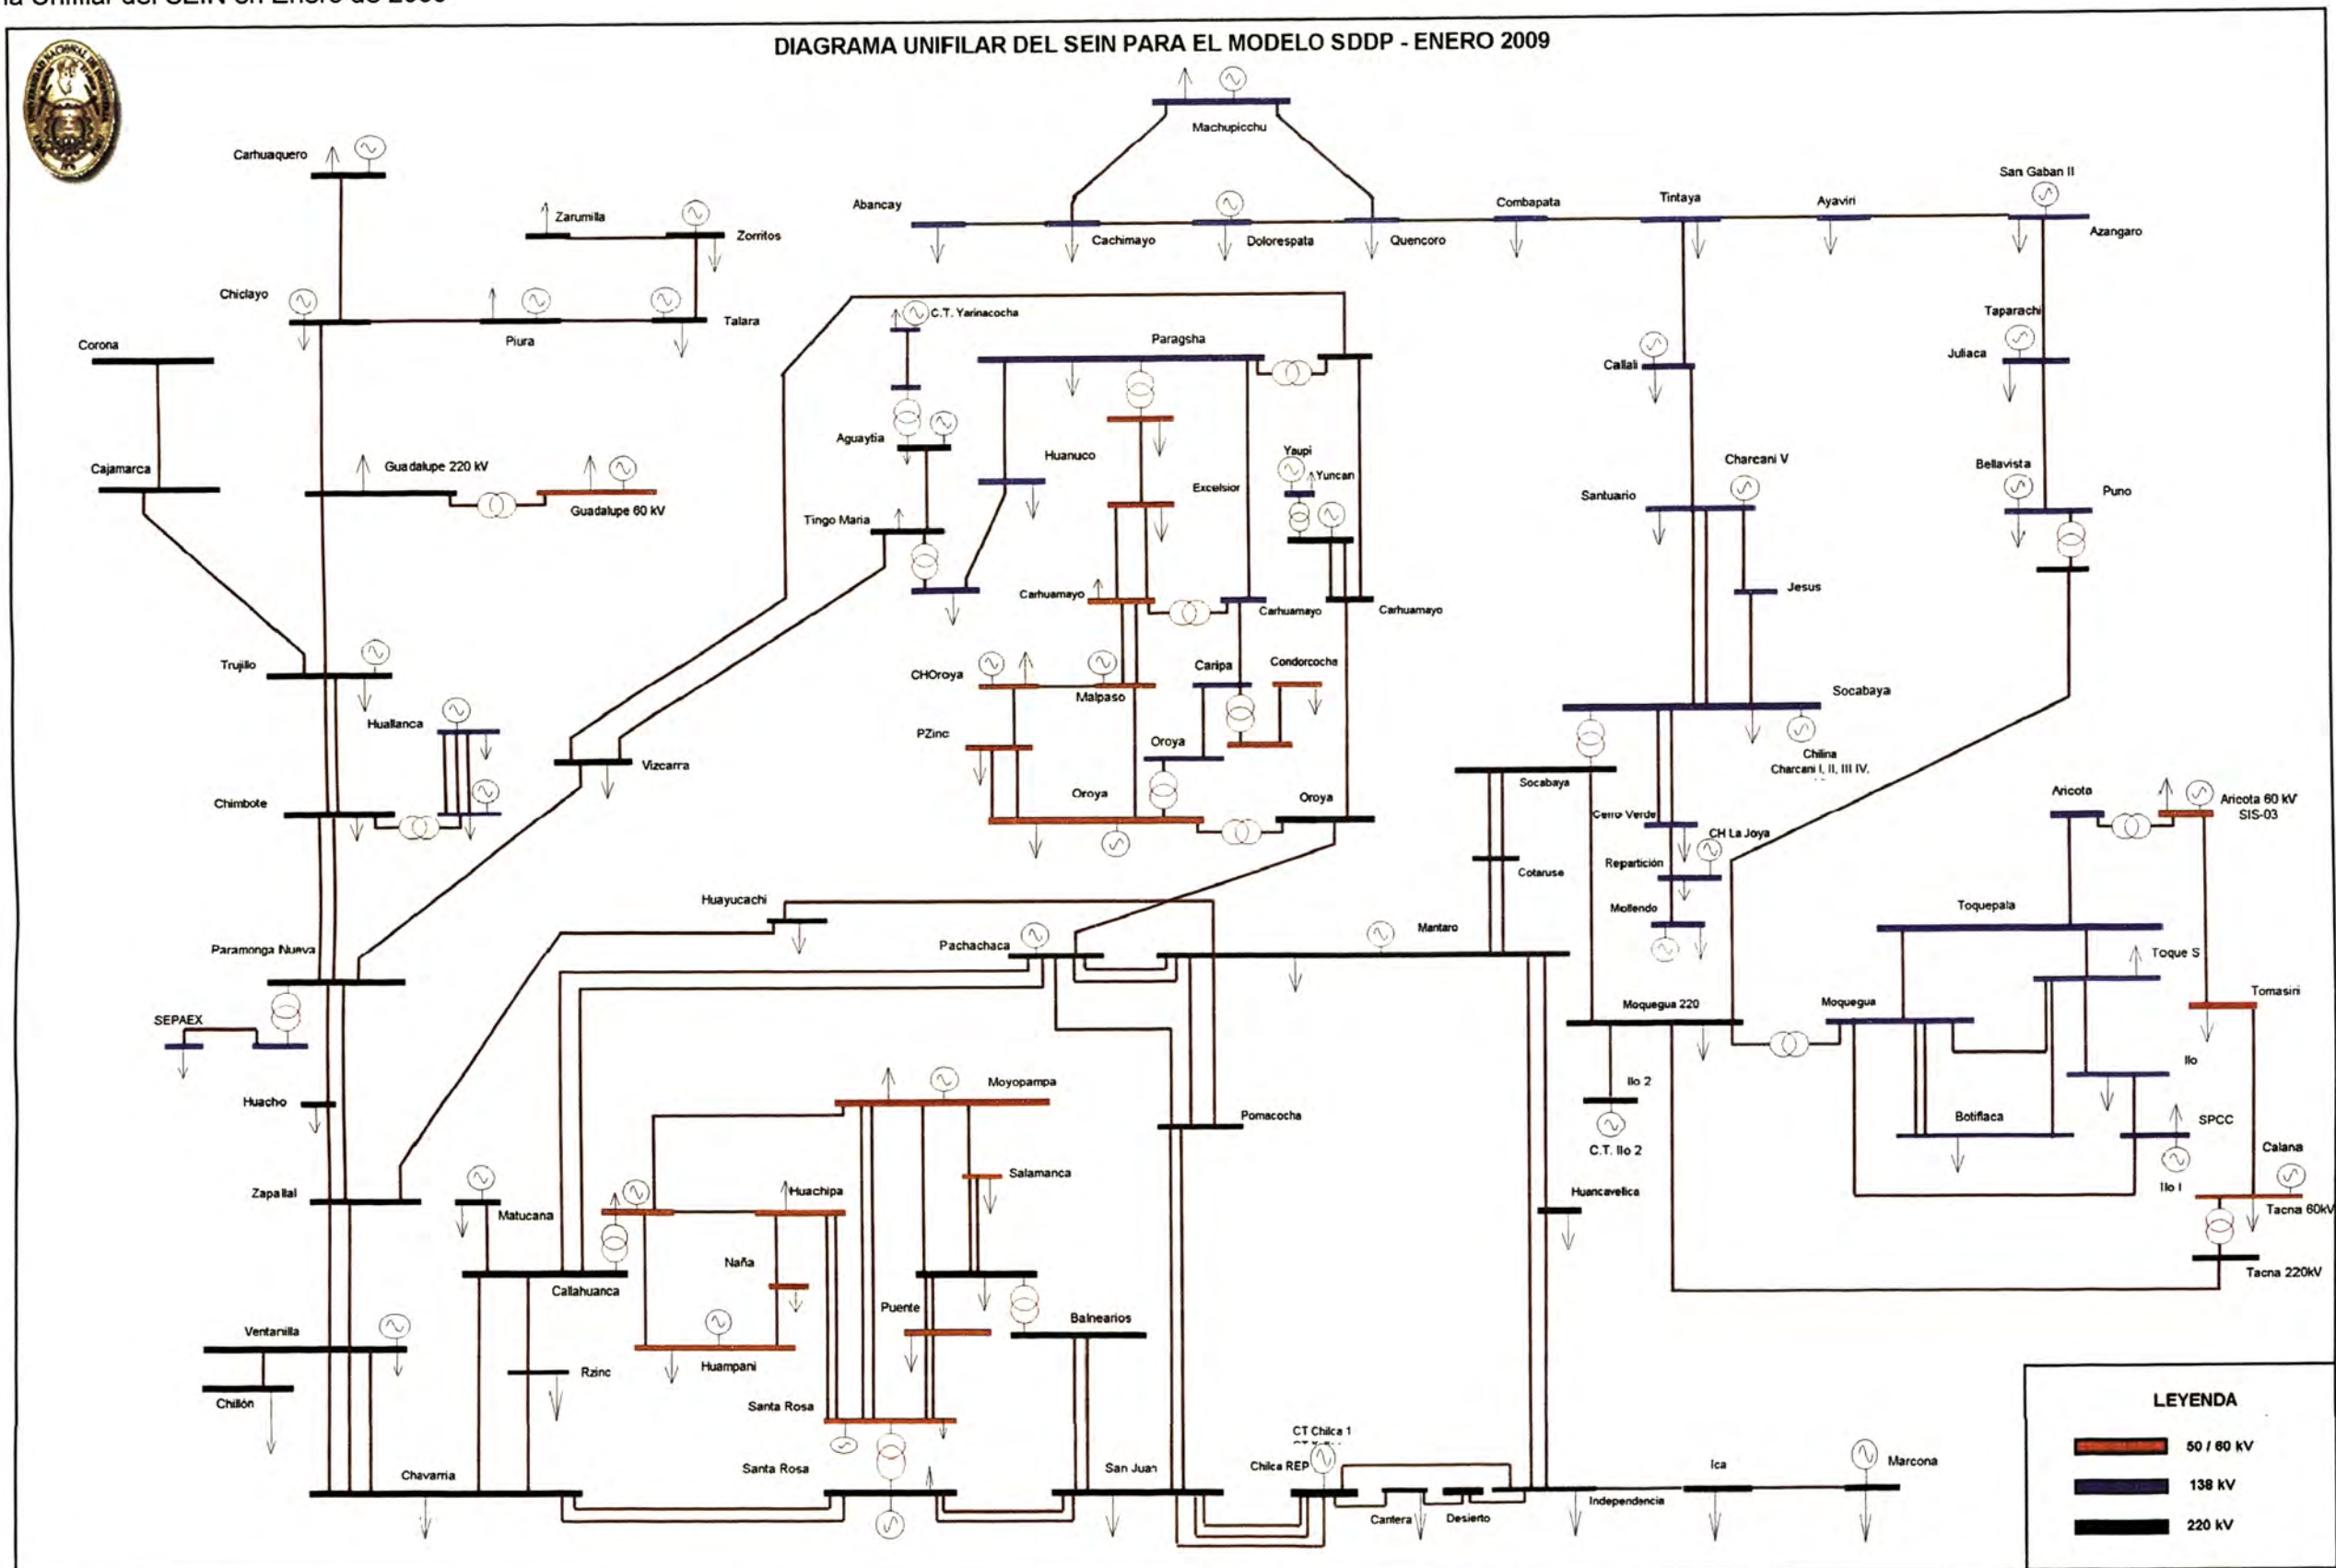 DIAGRAMA UNIFILAR DEL SEIN PARA EL MODELO SDDP - ENERO 2009
Machupicchu
Carhuaquero
San Gaban II
Abancay
Zarumilla
Zorritos
Combapata
Tintaya
Ayaviri
Cachimayo
Dolorespata
Quencoro
Azangaro
Chiclayo
Piura
Talara
C.T. Yarinacocha
Taparachi
Corona
Paragsha
Callali
Juliaca
Cajamarca
Guadalupe 220 kV
Guadalupe 60 kV
Aguaytia
Huanuco
Yaupi
Yuncan
Charcani V
Bellavista
Excelsior
Santuario
Puno
Tingo Maria
Carhuamayo
Carhuamayo
Carhuamayo
Jesus
Trujillo
CHOroya
Malpaso
Caripa
Condorcocha
Socabaya
Huallanca
PZinc
Oroya
Chilina
Charcani I, II, III IV,
Vizcarra
Socabaya
Chimbote
Oroya
Oroya
Cerro Verde
CH La Joya
Aricota
Aricota 60 kV
SIS-03
Repartición
Cotaruse
Huayucachi
Mollendo
Toquepala
Paramonga Nueva
Pachachaca
Mantaro
Toque S
SEPAEX
Moquegua 220
Moquegua
Tomasiri
Ilo
Huacho
Moyopampa
Pomacocha
Ilo 2
C.T. Ilo 2
Botiflaca
SPCC
Calana
Zapallal
Matucana
Huachipa
Salamanca
Huancavelica
Ilo I
Tacna 60kV
Naña
Callahuanca
Tacna 220kV
Puente
Balnearios
Ventanilla
Rzinc
Huampani
Chillón
Santa Rosa
LEYENDA
50 / 60 kV
138 kV
220 kV
CT Chilca 1
Chavarria
Santa Rosa
San Juan
Chilca REP
Ica
Marcona
Cantera
Desierto
Independencia